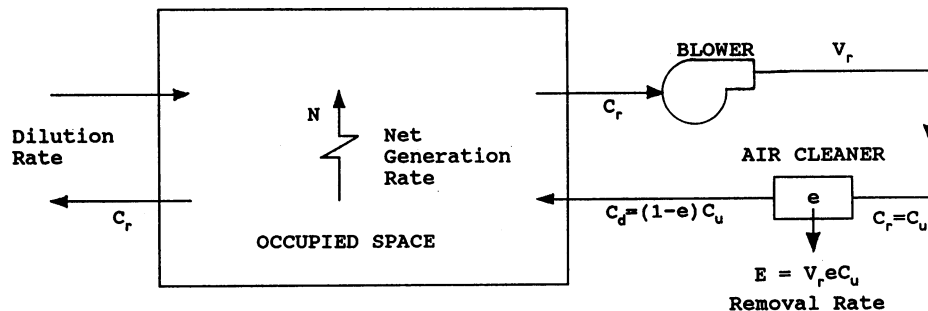 BLOWER
V_r
C_r
N
Net
Generation
Rate
Dilution
Rate
AIR CLEANER
e
C_r
C_d=(1-e)C_u
C_r=C_u
OCCUPIED SPACE
E = V_reC_u
Removal Rate